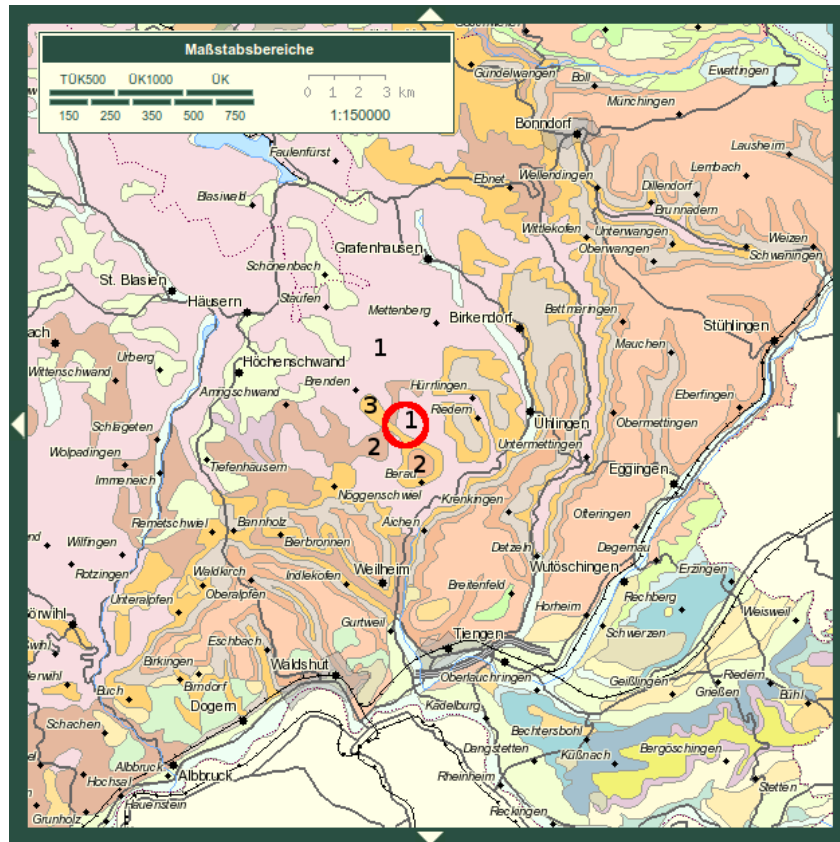 Maßstabsbereiche
TÜK500 ÜK1000 ÜK
150 250 350 500 750
0 1 2 3 km
1:150000
Gündelwangen
Boll
Ewattingen
Münchingen
Bonndorf
Faulenfürst
Lausheim
Ebnet
Wellendingen
Lembach
Dillendorf
Blasiwald
Brunnadern
Wittlekofen
Unterwangen
Weizen
Grafenhausen
Oberwangen
Schwaningen
Schönenbach
St. Blasien
Staufen
Häusern
Mettenberg
Bettmaringen
Birkendorf
Stühlingen
ach
1
Urberg
Höchenschwand
Mauchen
Wittenschwand
Brenden
Hürrlingen
Amrigschwand
3
Riedern
Eberfingen
1
Ühlingen
Obermettingen
Schlageten
2
Untermettingen
Wolpadingen
Tiefenhäusern
2
Berau
Eggingen
Immeneich
Nöggenschwiel
Krenkingen
Ofteringen
Remetschwiel
Bannholz
Aichen
Wilfingen
Bierbronnen
Detzeln
Degernau
Rotzingen
Weilheim
Wutöschingen
Erzingen
Waldkirch
Indlekofen
Unteralpfen
Oberalpfen
Breitenfeld
Rechberg
Weisweil
örwihl
Horheim
Gurtweil
Schwerzen
Eschbach
Tiengen
Birkingen
Waldshut
Riedern
Birndorf
Oberlauchringen
Geißlingen
Grießen
Bühl
Buch
Dogern
Kadelburg
Schachen
Bechtersbohl
Dangstetten
Bergöschingen
Albbruck
Küßnach
Albbruck
Hochsal
Rheinheim
Stetten
Hauenstein
Grunholz
Reckingen